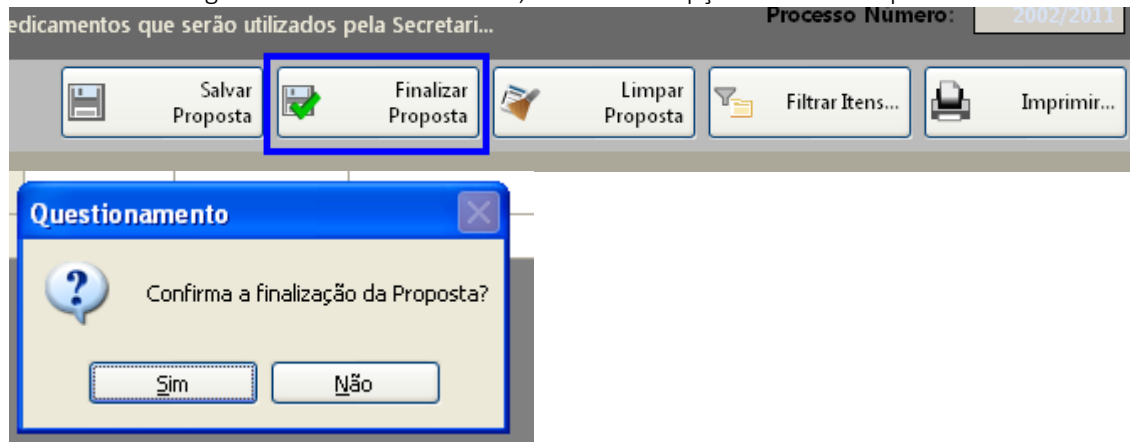 edicamentos que serão utilizados pela Secretari...
Processo Número: 2002/2011
Salvar
Proposta
Finalizar
Proposta
Limpar
Proposta
Filtrar Itens...
Imprimir...
Questionamento
Confirma a finalização da Proposta?
Sim
Não